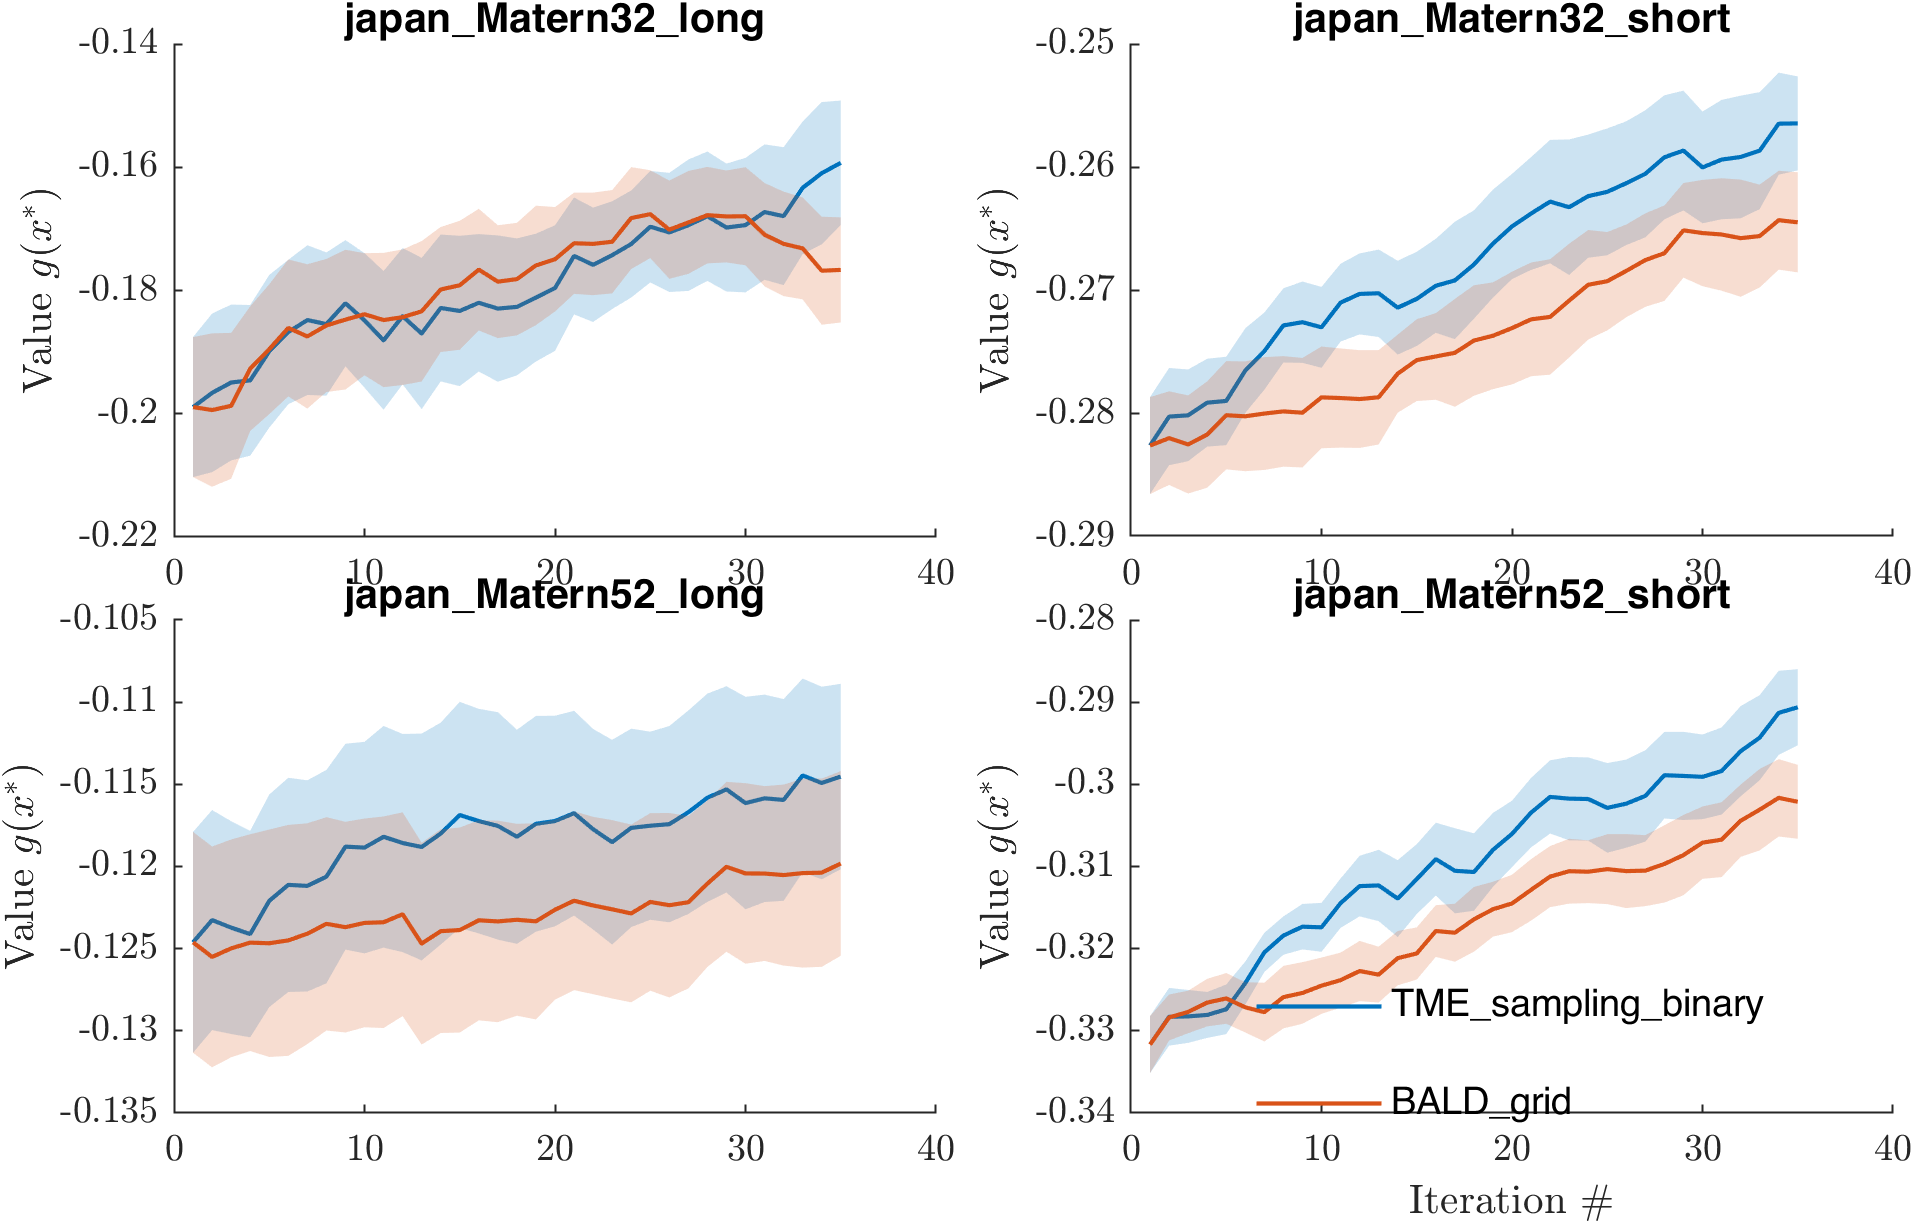 japan_Matern32_long
-0.14
-0.16
-0.18
-0.2
-0.22
Value g(x*)
0 10 20 30 40
japan_Matern32_short
-0.25
-0.26
-0.27
-0.28
-0.29
Value g(x*)
0 10 20 30 40
japan_Matern52_long
-0.105
-0.11
-0.115
-0.12
-0.125
-0.13
-0.135
Value g(x*)
0 10 20 30 40
japan_Matern52_short
-0.28
-0.29
-0.3
-0.31
-0.32
-0.33
-0.34
Value g(x*)
TME_sampling_binary
BALD_grid
0 10 20 30 40
Iteration #